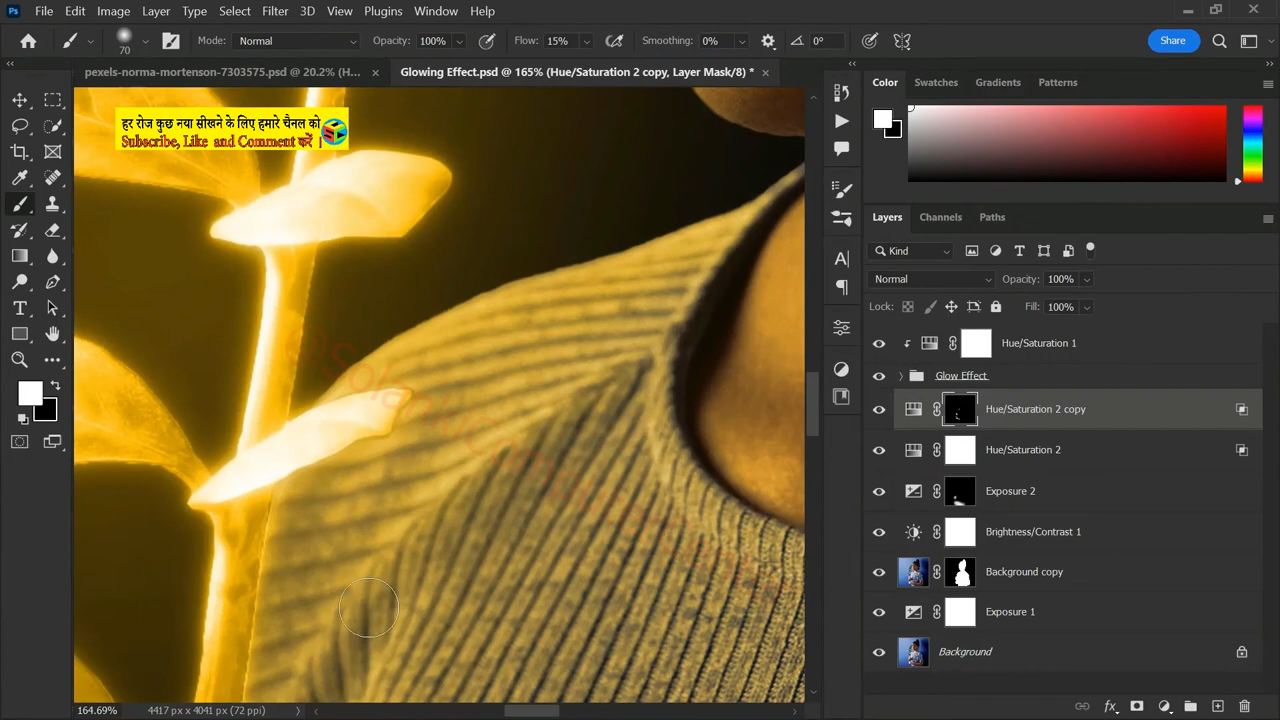 Ps File Edit Image Layer Type Select Filter 3D View Plugins Window Help
70 Mode: Normal Opacity: 100% Flow: 15% Smoothing: 0% 0° Share
pexels-norma-mortenson-7303575.psd @ 20.2% (H... × Glowing Effect.psd @ 165% (Hue/Saturation 2 copy, Layer Mask/8) * ×
हर रोज कुछ नया सीखने के लिए हमारे चैनल को
Subscribe, Like and Comment करें ।
Color Swatches Gradients Patterns
Layers Channels Paths
Kind
Normal Opacity: 100%
Lock: Fill: 100%
Hue/Saturation 1
Glow Effect
Hue/Saturation 2 copy
Hue/Saturation 2
Exposure 2
Brightness/Contrast 1
Background copy
Exposure 1
Background
164.69% 4417 px x 4041 px (72 ppi)